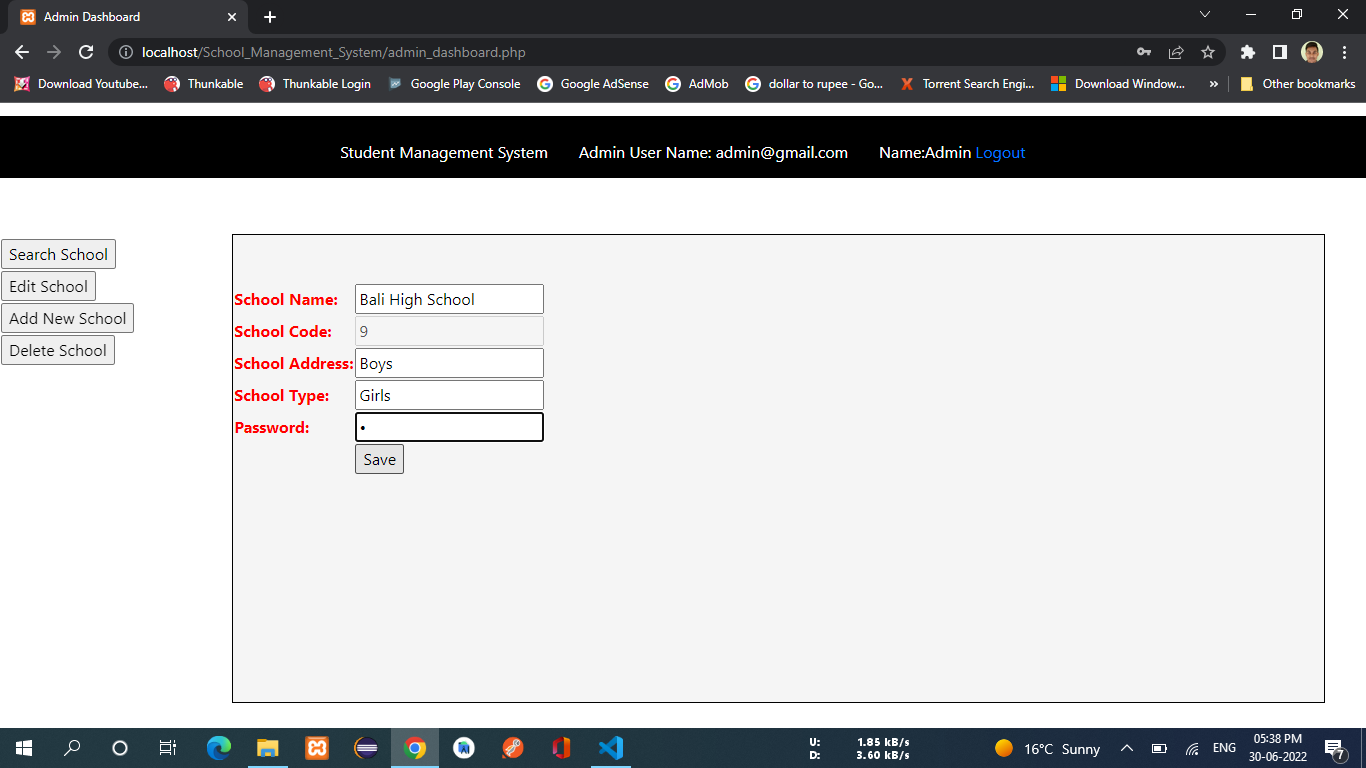 Admin Dashboard
localhost/School_Management_System/admin_dashboard.php
Download Youtube... Thunkable Thunkable Login Google Play Console Google AdSense AdMob dollar to rupee - Go... Torrent Search Engi... Download Window... » Other bookmarks
Student Management System Admin User Name: admin@gmail.com Name:Admin Logout
Search School
Edit School
Add New School
Delete School
School Name: Bali High School
School Code: 9
School Address: Boys
School Type: Girls
Password: •
Save
U: 1.85 kB/s
D: 3.60 kB/s
16°C Sunny
ENG
05:38 PM
30-06-2022
7